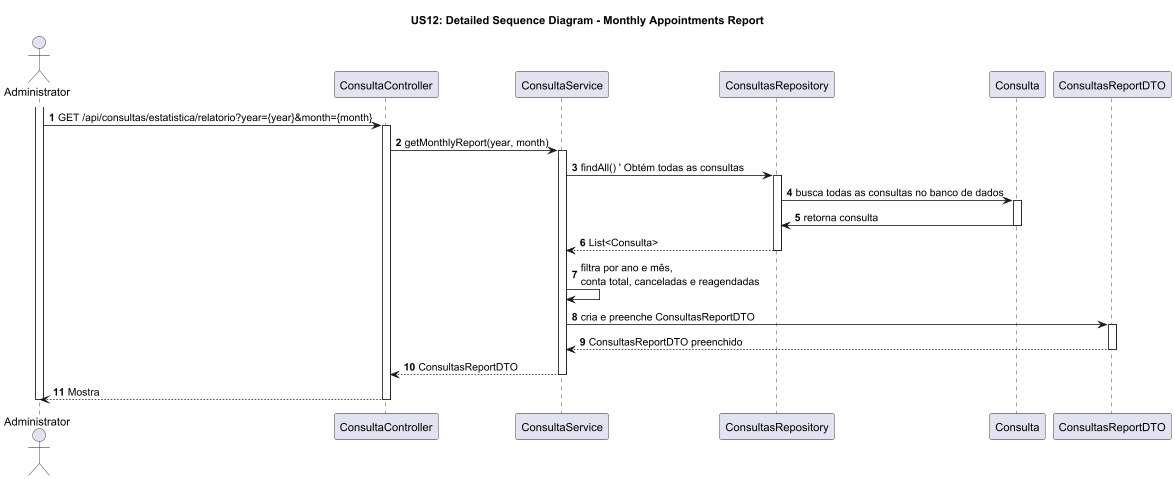 US12: Detailed Sequence Diagram - Monthly Appointments Report
Administrator
ConsultaController
ConsultaService
ConsultasRepository
Consulta
ConsultasReportDTO
1 GET /api/consultas/estatistica/relatorio?year={year}&month={month}
2 getMonthlyReport(year, month)
3 findAll() ' Obtém todas as consultas
4 busca todas as consultas no banco de dados
5 retorna consulta
6 List<Consulta>
7 filtra por ano e mês,
conta total, canceladas e reagendadas
8 cria e preenche ConsultasReportDTO
9 ConsultasReportDTO preenchido
10 ConsultasReportDTO
11 Mostra
Administrator
ConsultaController
ConsultaService
ConsultasRepository
Consulta
ConsultasReportDTO